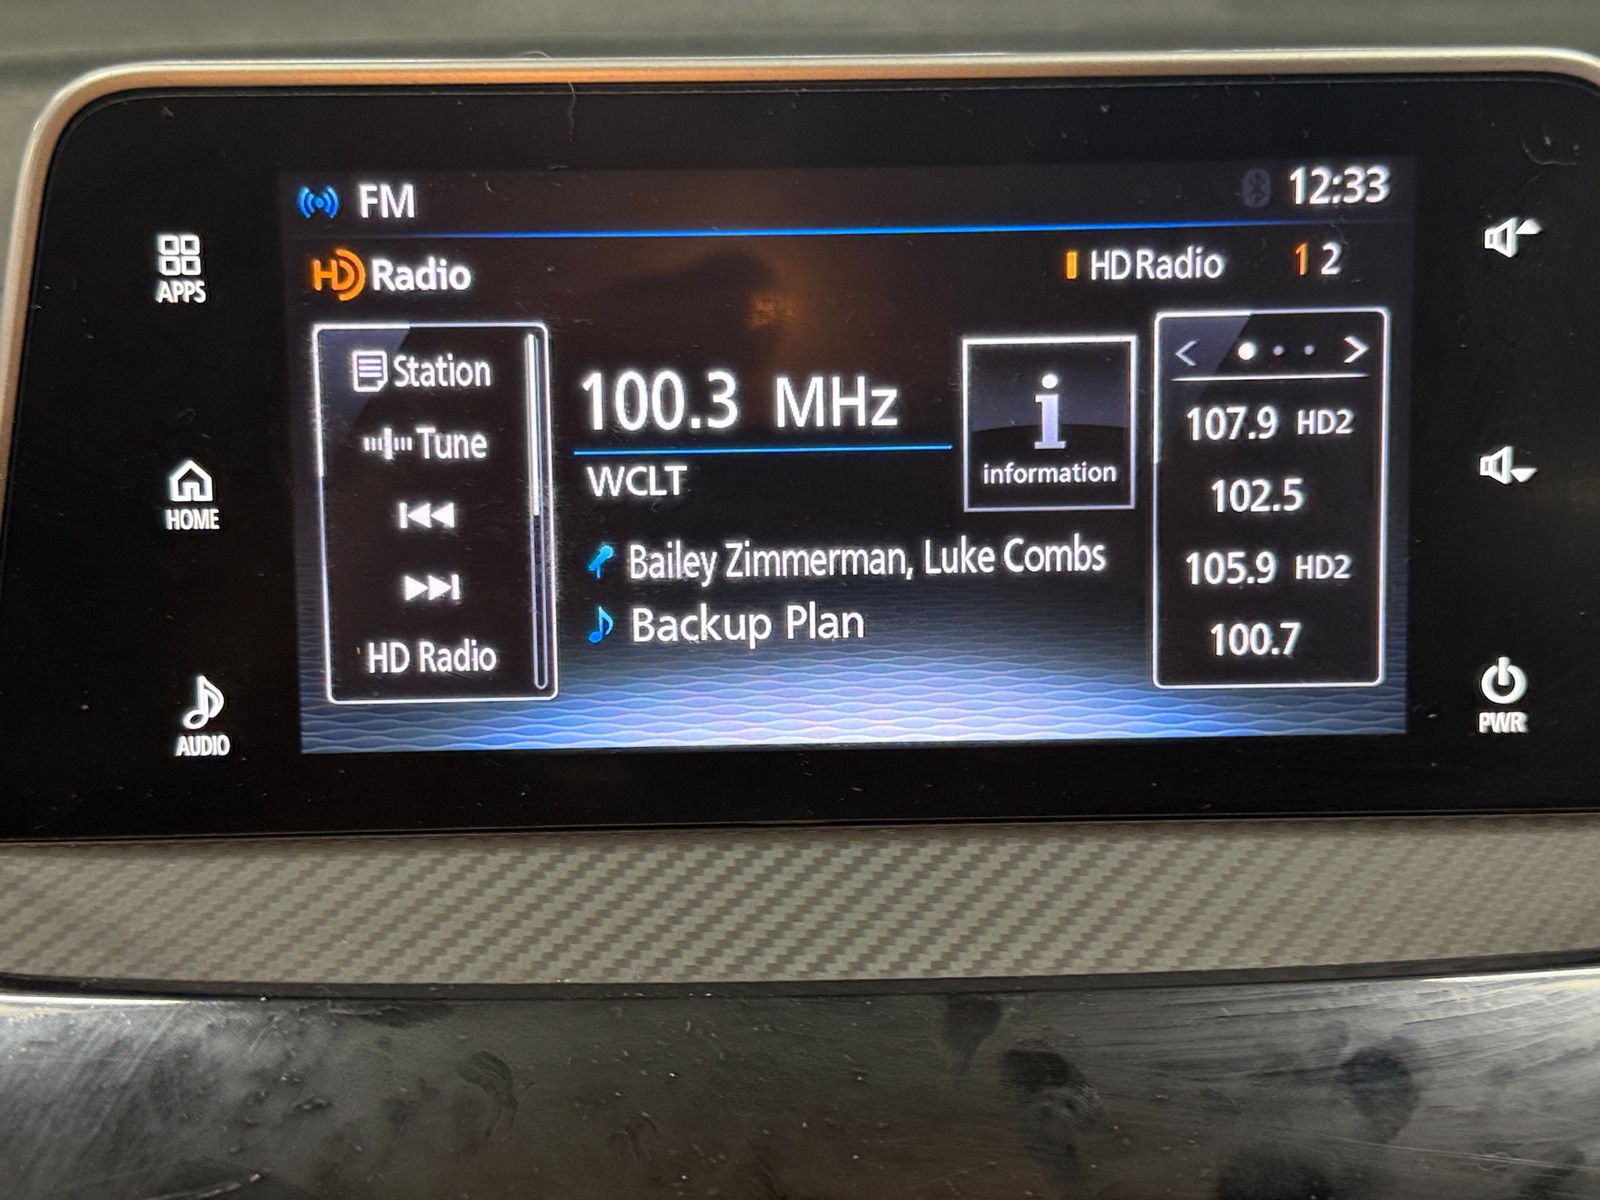 FM
12:33
HD Radio
HD Radio 1 2
APPS
Station
Tune
HD Radio
100.3 MHz
WCLT
Bailey Zimmerman, Luke Combs
Backup Plan
i
information
< >
107.9 HD2
102.5
105.9 HD2
100.7
HOME
AUDIO
PWR